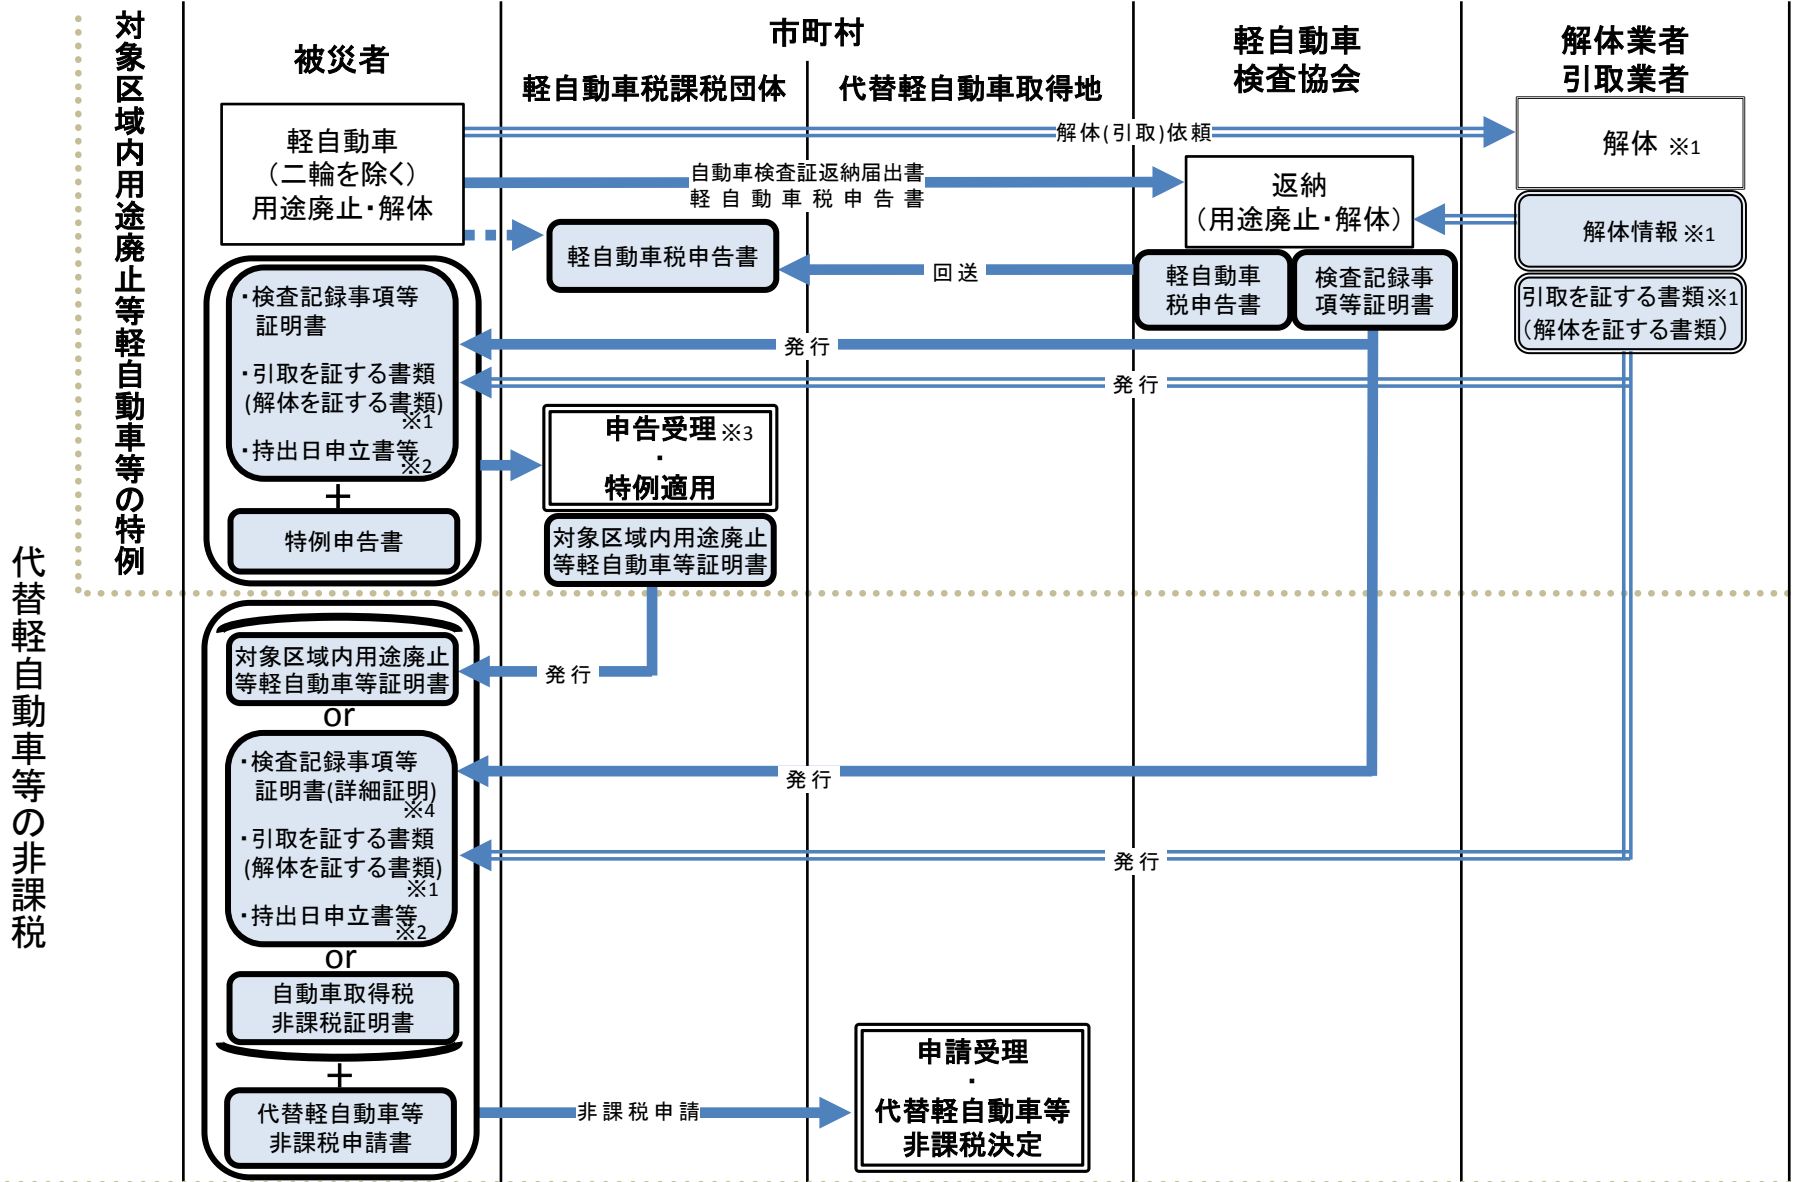 対象区域内用途廃止等軽自動車等の特例
代替軽自動車等の非課税
被災者
市町村
軽自動車税課税団体
代替軽自動車取得地
軽自動車
検査協会
解体業者
引取業者
軽自動車
（二輪を除く）
用途廃止・解体
解体(引取)依頼
解体 ※1
自動車検査証返納届出書
軽自動車税申告書
返納
（用途廃止・解体）
解体情報※1
軽自動車税申告書
回送
軽自動車
税申告書
検査記録事
項等証明書
引取を証する書類※1
（解体を証する書類）
・検査記録事項等
証明書
・引取を証する書類
(解体を証する書類)
※1
・持出日申立書等
※2
＋
特例申告書
発行
発行
申告受理※3
・
特例適用
対象区域内用途廃止
等軽自動車等証明書
対象区域内用途廃止
等軽自動車等証明書
発行
or
・検査記録事項等
証明書(詳細証明)
※4
・引取を証する書類
(解体を証する書類)
※1
・持出日申立書等
※2
発行
発行
or
自動車取得税
非課税証明書
＋
代替軽自動車等
非課税申請書
非課税申請
申請受理
・
代替軽自動車等
非課税決定